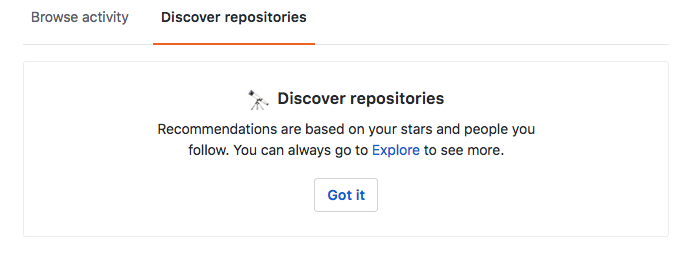 Browse activity Discover repositories
Discover repositories
Recommendations are based on your stars and people you
follow. You can always go to Explore to see more.
Got it